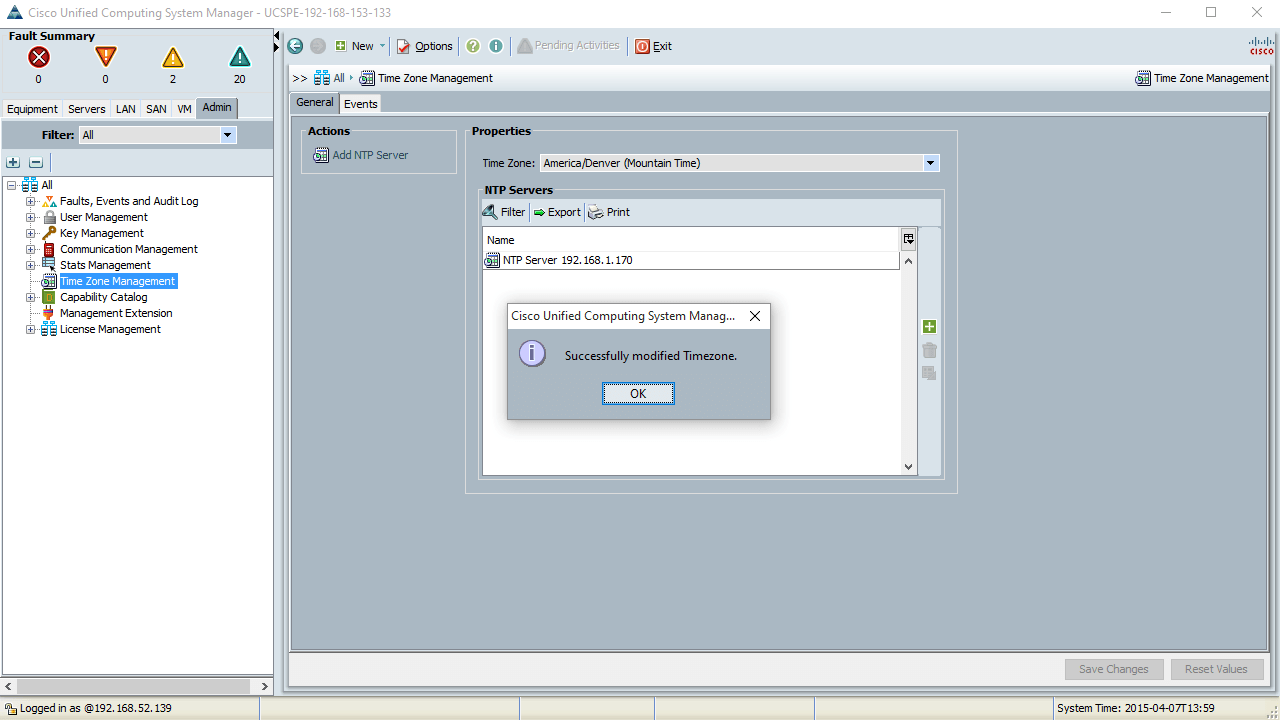 Cisco Unified Computing System Manager - UCSPE-192-168-153-133
Fault Summary
0 0 2 20
New Options Pending Activities Exit
CISCO
>> All Time Zone Management Time Zone Management
Equipment Servers LAN SAN VM Admin
General Events
Filter: All
Actions
Add NTP Server
Properties
Time Zone: America/Denver (Mountain Time)
NTP Servers
Filter Export Print
Name
NTP Server 192.168.1.170
All
Faults, Events and Audit Log
User Management
Key Management
Communication Management
Stats Management
Time Zone Management
Capability Catalog
Management Extension
License Management
Cisco Unified Computing System Manag...
Successfully modified Timezone.
OK
Save Changes Reset Values
Logged in as @192.168.52.139
System Time: 2015-04-07T13:59